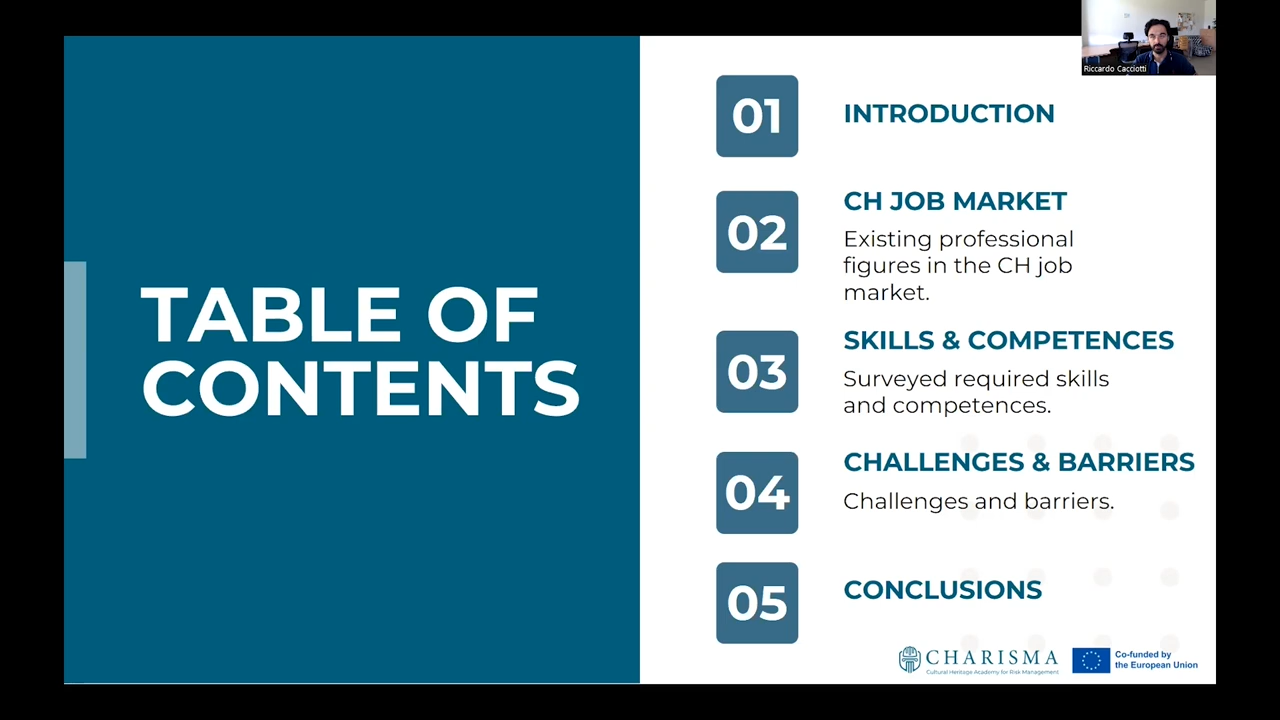 Riccardo Cacciotti
TABLE OF
CONTENTS
01
INTRODUCTION
02
CH JOB MARKET
Existing professional
figures in the CH job
market.
03
SKILLS & COMPETENCES
Surveyed required skills
and competences.
04
CHALLENGES & BARRIERS
Challenges and barriers.
05
CONCLUSIONS
CHARISMA
Cultural Heritage Academy for Risk Management
Co-funded by
the European Union